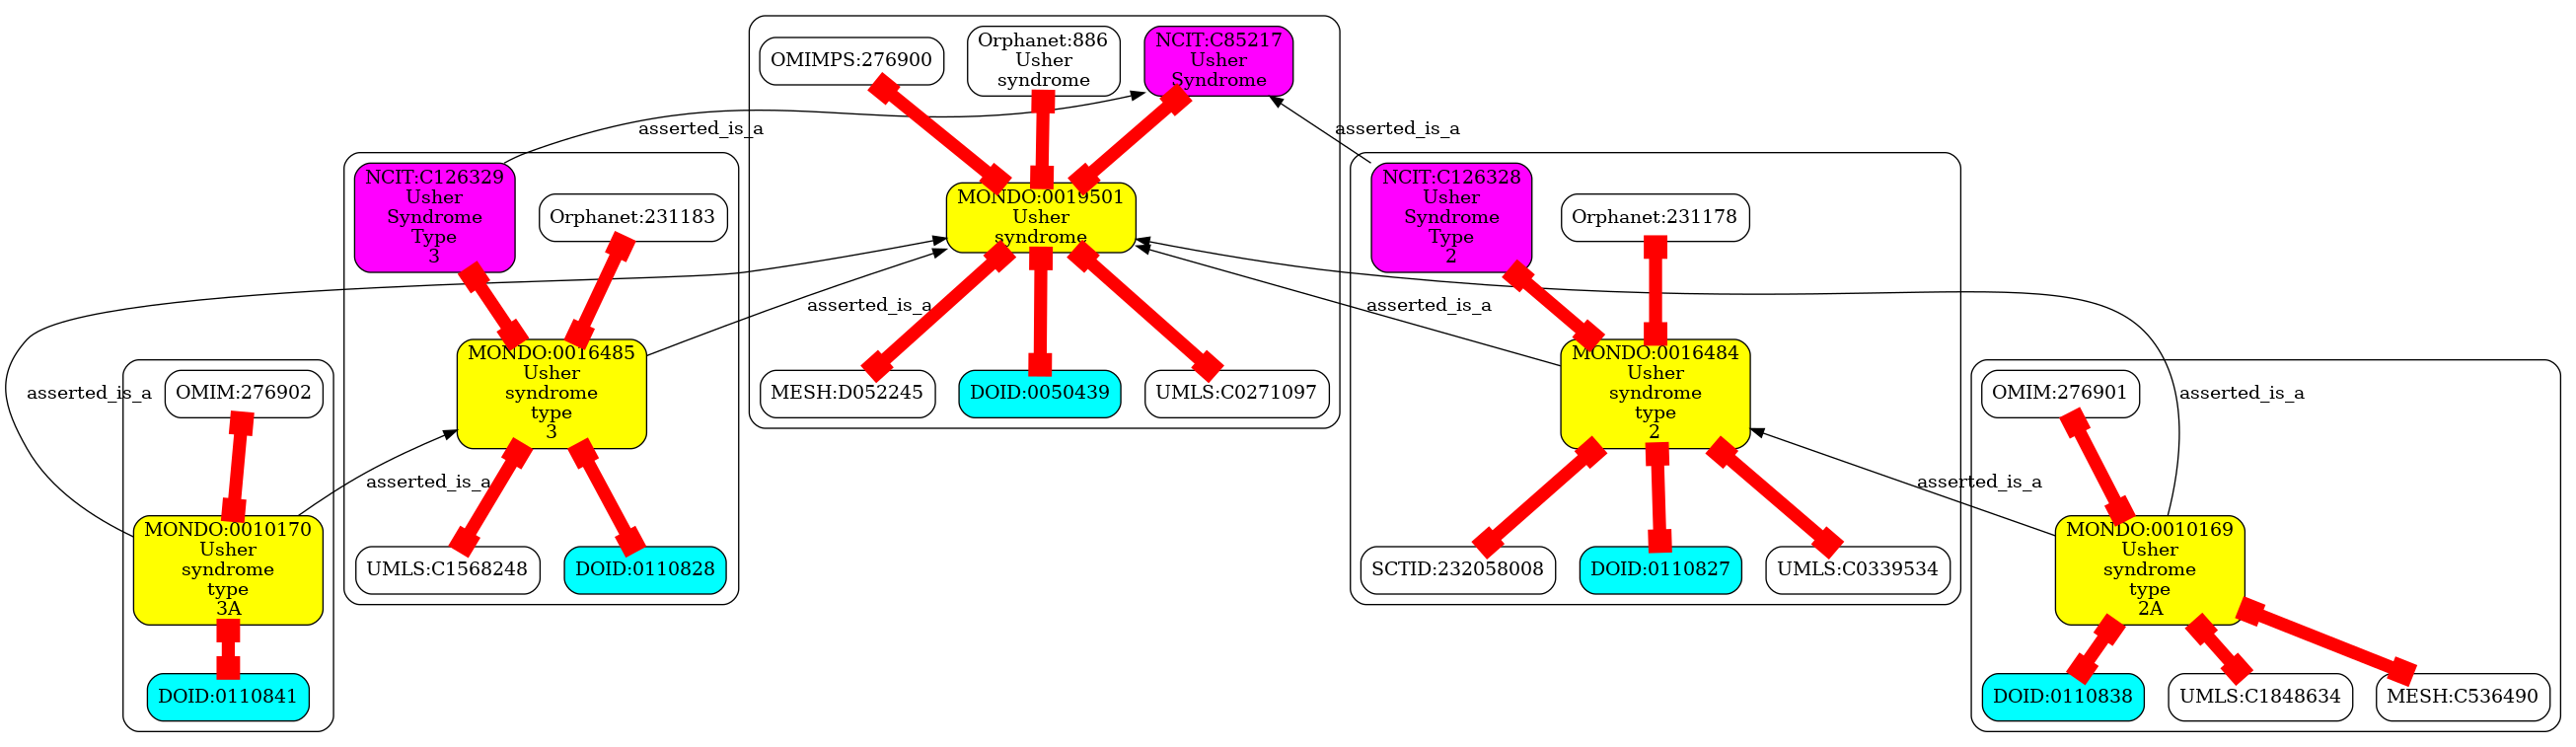 OMIMPS:276900
Orphanet:886
Usher
syndrome
NCIT:C85217
Usher
Syndrome
asserted_is_a
asserted_is_a
NCIT:C126329
Usher
Syndrome
Type
3
Orphanet:231183
MONDO:0019501
Usher
syndrome
NCIT:C126328
Usher
Syndrome
Type
2
Orphanet:231178
asserted_is_a
asserted_is_a
asserted_is_a
OMIM:276902
MONDO:0016485
Usher
syndrome
type
3
MESH:D052245
DOID:0050439
UMLS:C0271097
MONDO:0016484
Usher
syndrome
type
2
OMIM:276901
asserted_is_a
asserted_is_a
asserted_is_a
MONDO:0010170
Usher
syndrome
type
3A
UMLS:C1568248
DOID:0110828
SCTID:232058008
DOID:0110827
UMLS:C0339534
MONDO:0010169
Usher
syndrome
type
2A
DOID:0110841
DOID:0110838
UMLS:C1848634
MESH:C536490